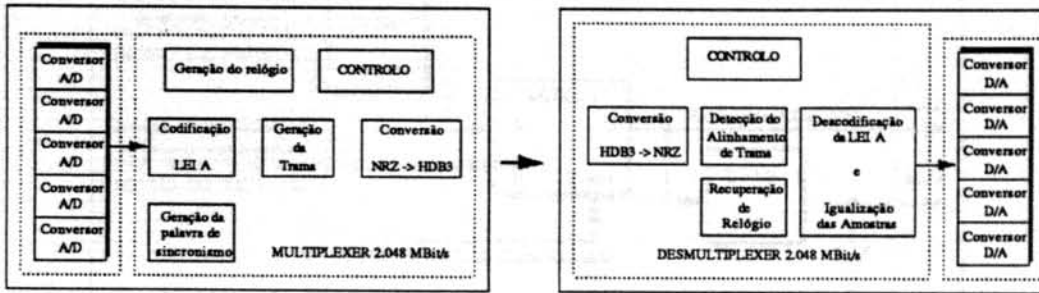 Conversor
A/D
Conversor
A/D
Conversor
A/D
Conversor
A/D
Conversor
A/D
Geração do relógio
CONTROLO
Codificação
LEI A
Geração
da
Trama
Conversão
NRZ -> HDB3
Geração da
palavra de
sincronismo
MULTIPLEXER 2.048 MBit/s
CONTROLO
Conversão
HDB3 -> NRZ
Detecção do
Alinhamento
de Trama
Recuperação
de
Relógio
Descodificação
da LEI A
e
Igualização
das Amostras
DESMULTIPLEXER 2.048 MBit/s
Conversor
D/A
Conversor
D/A
Conversor
D/A
Conversor
D/A
Conversor
D/A